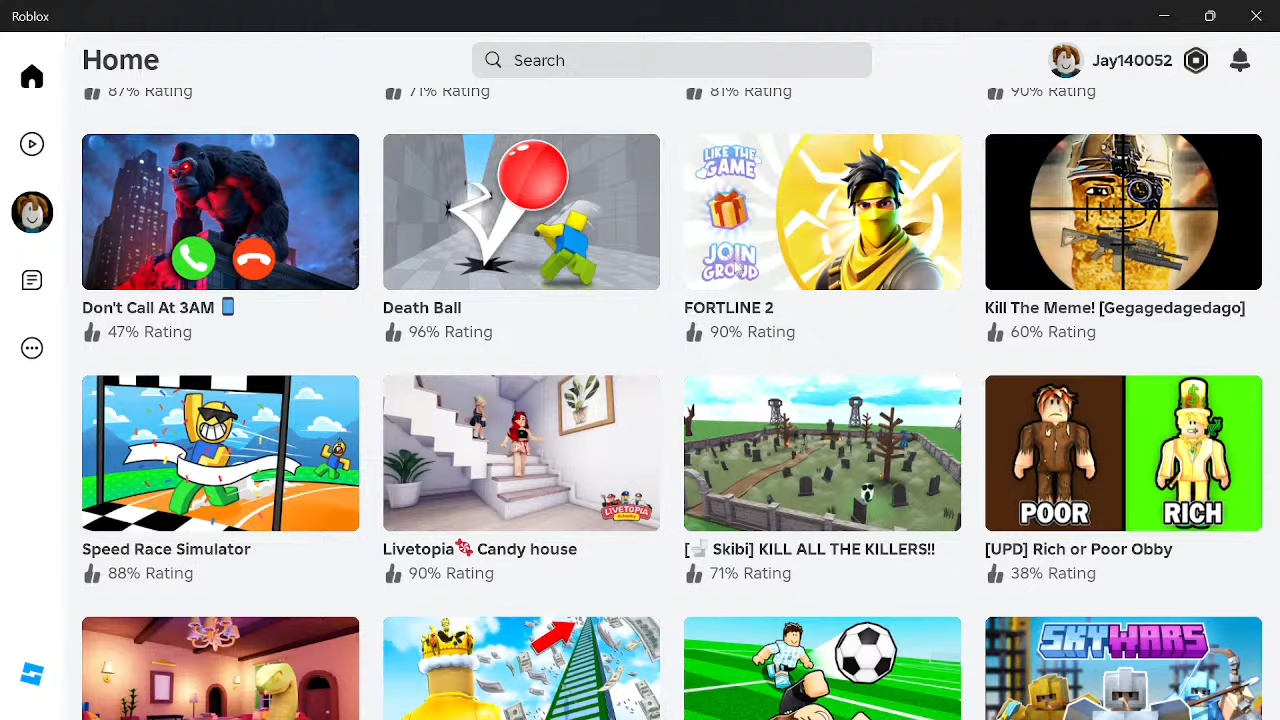 Roblox
Home
Search
Jay140052
87% Rating
71% Rating
81% Rating
90% Rating
LIKE THE
GAME
JOIN
GROUP
Don't Call At 3AM
Death Ball
FORTLINE 2
Kill The Meme! [Gegagedagedago]
47% Rating
96% Rating
90% Rating
60% Rating
LIVETOPIA
POOR
RICH
Speed Race Simulator
Livetopia🍬 Candy house
[🚽 Skibi] KILL ALL THE KILLERS!!
[UPD] Rich or Poor Obby
88% Rating
90% Rating
71% Rating
38% Rating
SKYWARS